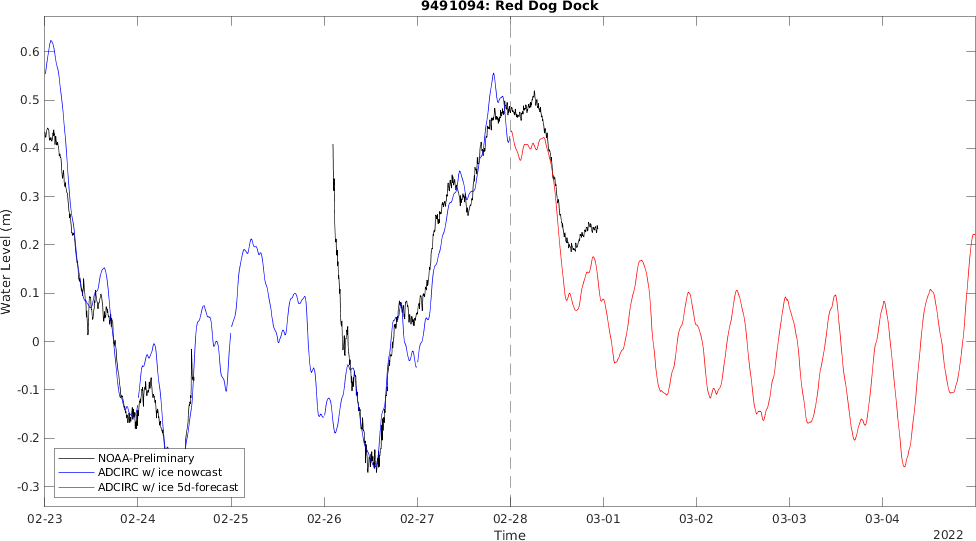 9491094: Red Dog Dock
Water Level (m)
0.6
0.5
0.4
0.3
0.2
0.1
0
-0.1
-0.2
-0.3
NOAA-Preliminary
ADCIRC w/ ice nowcast
ADCIRC w/ ice 5d-forecast
02-23 02-24 02-25 02-26 02-27 02-28 03-01 03-02 03-03 03-04
Time
2022